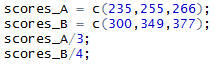 scores_A = c(235,255,266);
scores_B = c(300,349,377);
scores_A/3;
scores_B/4;